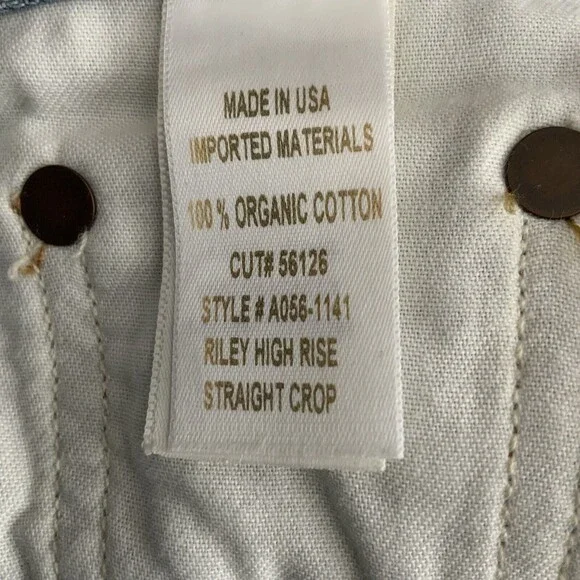 MADE IN USA
IMPORTED MATERIALS
100 % ORGANIC COTTON
CUT# 56126
STYLE # A056-1141
RILEY HIGH RISE
STRAIGHT CROP